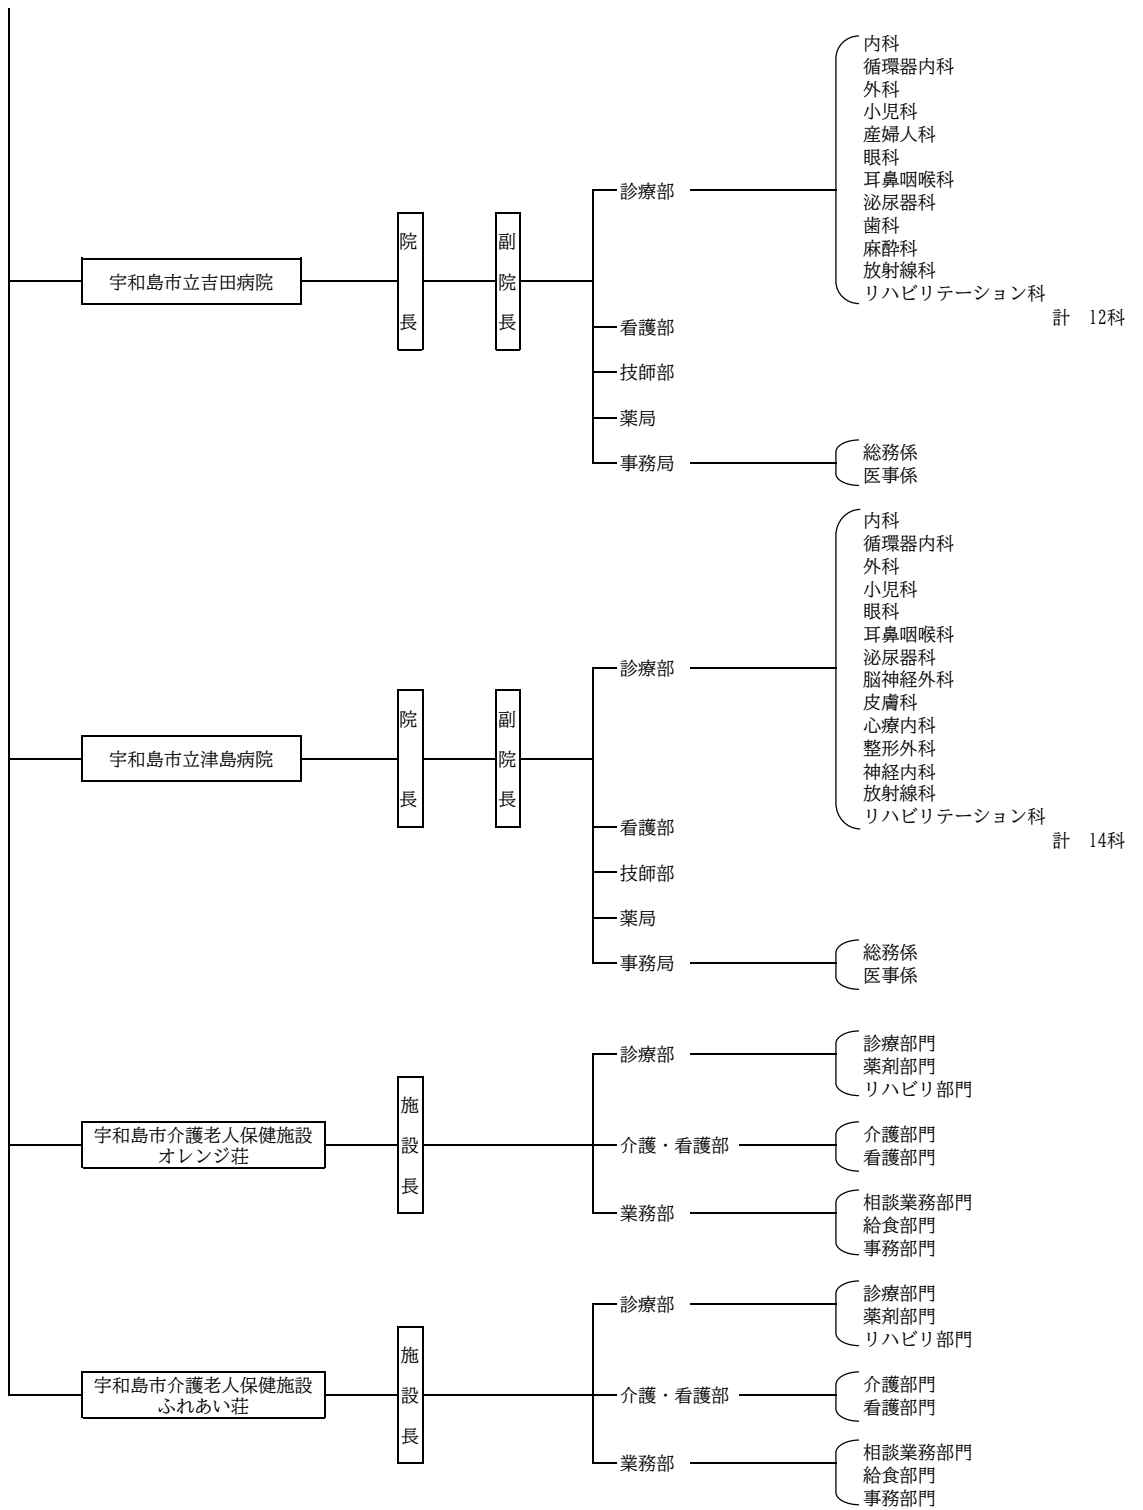 内科
循環器内科
外科
小児科
産婦人科
眼科
耳鼻咽喉科
診療部
泌尿器科
歯科
麻酔科
放射線科
リハビリテーション科
計 12科
宇和島市立吉田病院
院長
副院長
看護部
技師部
薬局
事務局
総務係
医事係
内科
循環器内科
外科
小児科
眼科
耳鼻咽喉科
泌尿器科
診療部
脳神経外科
皮膚科
心療内科
整形外科
神経内科
放射線科
リハビリテーション科
計 14科
宇和島市立津島病院
院長
副院長
看護部
技師部
薬局
事務局
総務係
医事係
宇和島市介護老人保健施設
オレンジ荘
施設長
診療部
診療部門
薬剤部門
リハビリ部門
介護・看護部
介護部門
看護部門
業務部
相談業務部門
給食部門
事務部門
宇和島市介護老人保健施設
ふれあい荘
施設長
診療部
診療部門
薬剤部門
リハビリ部門
介護・看護部
介護部門
看護部門
業務部
相談業務部門
給食部門
事務部門